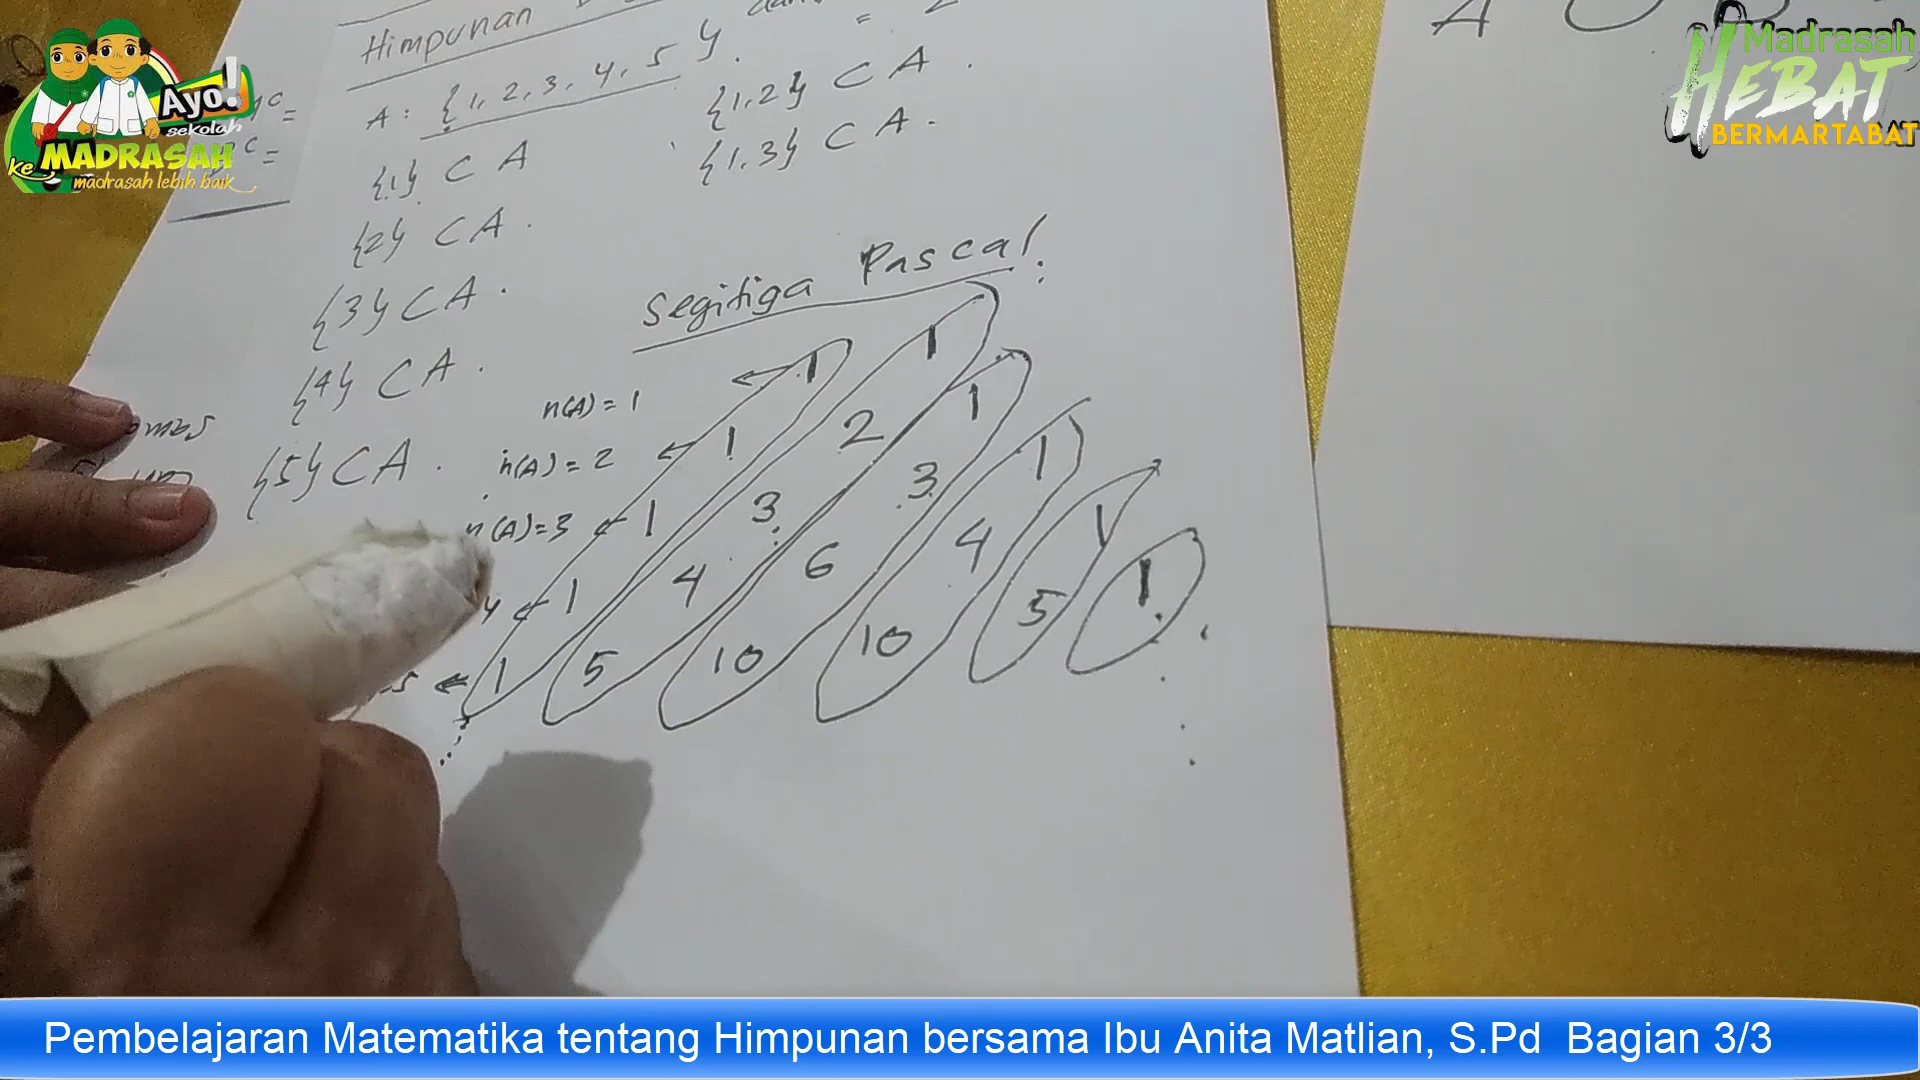 Ayo!
sekolah
ke MADRASAH
madrasah lebih baik
Madrasah
HEBAT
BERMARTABAT
Himpunan
A : {1, 2, 3, 4, 5}.
{1} ⊂ A
{2} ⊂ A.
{3} ⊂ A.
{4} ⊂ A.
{5} ⊂ A.
{1,2} ⊂ A.
{1.3} ⊂ A.
Segitiga Pascal.
n(A) = 1
n(A) = 2
n(A)=3
1 1
1 2 1
1 3 3 1
1 4 6 4 1
1 5 10 10 5 1
Pembelajaran Matematika tentang Himpunan bersama Ibu Anita Matlian, S.Pd Bagian 3/3